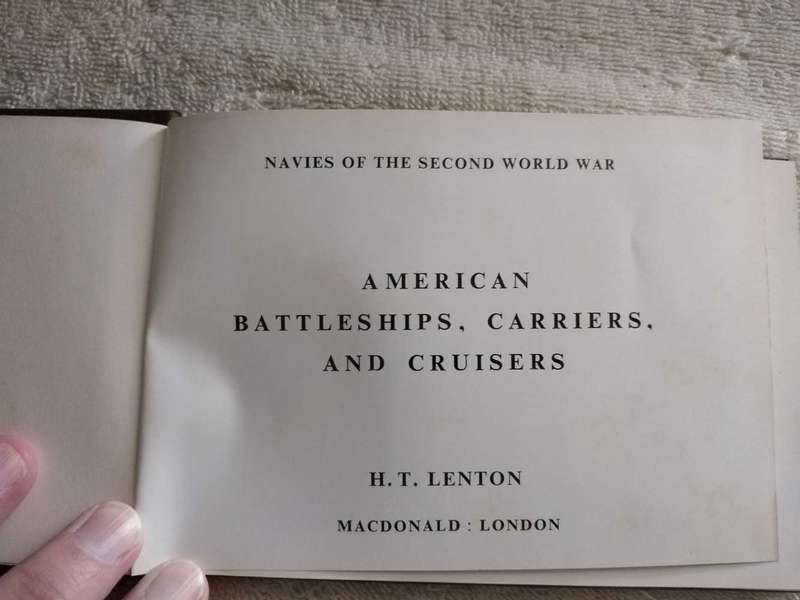 NAVIES OF THE SECOND WORLD WAR
AMERICAN
BATTLESHIPS, CARRIERS,
AND CRUISERS
H. T. LENTON
MACDONALD : LONDON